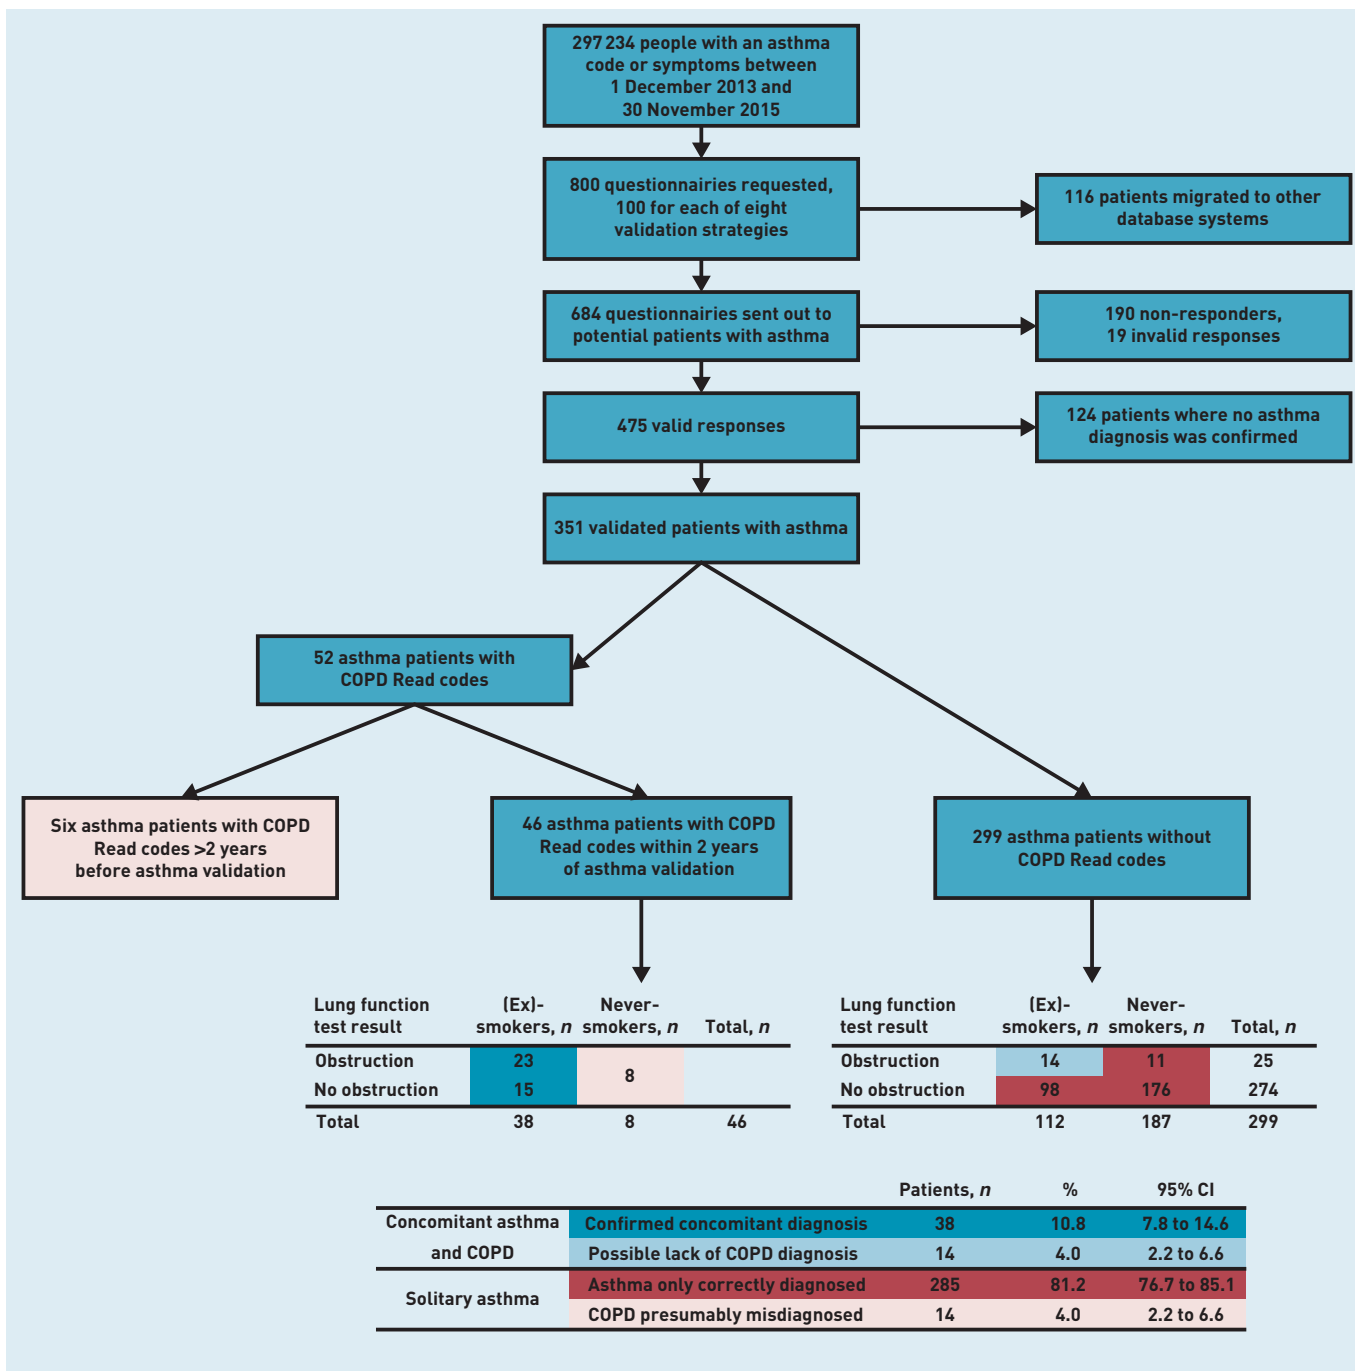 297 234 people with an asthma
code or symptoms between
1 December 2013 and
30 November 2015
800 questionnairies requested,
100 for each of eight
validation strategies
116 patients migrated to other
database systems
684 questionnairies sent out to
potential patients with asthma
190 non-responders,
19 invalid responses
475 valid responses
124 patients where no asthma
diagnosis was confirmed
351 validated patients with asthma
52 asthma patients with
COPD Read codes
Six asthma patients with COPD
Read codes >2 years
before asthma validation
46 asthma patients with COPD
Read codes within 2 years
of asthma validation
299 asthma patients without
COPD Read codes
Lung function (Ex)- Never-
test result smokers, n smokers, n Total, n
Obstruction 23
8
No obstruction 15
Total 38 8 46
Lung function (Ex)- Never-
test result smokers, n smokers, n Total, n
Obstruction 14 11 25
No obstruction 98 176 274
Total 112 187 299
Patients, n % 95% CI
Concomitant asthma Confirmed concomitant diagnosis 38 10.8 7.8 to 14.6
and COPD Possible lack of COPD diagnosis 14 4.0 2.2 to 6.6
Solitary asthma
Asthma only correctly diagnosed 285 81.2 76.7 to 85.1
COPD presumably misdiagnosed 14 4.0 2.2 to 6.6